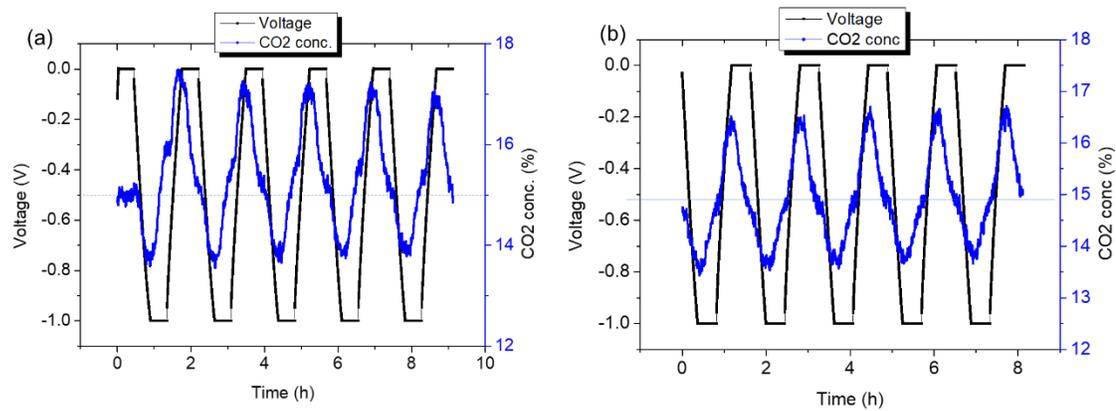 (a)
Voltage
CO2 conc.
0.0
-0.2
-0.4
-0.6
-0.8
-1.0
Voltage (V)
18
16
14
12
CO2 conc. (%)
0 2 4 6 8 10
Time (h)
(b)
Voltage
CO2 conc
0.0
-0.2
-0.4
-0.6
-0.8
-1.0
Voltage (V)
18
17
16
15
14
13
12
CO2 conc. (%)
0 2 4 6 8
Time (h)